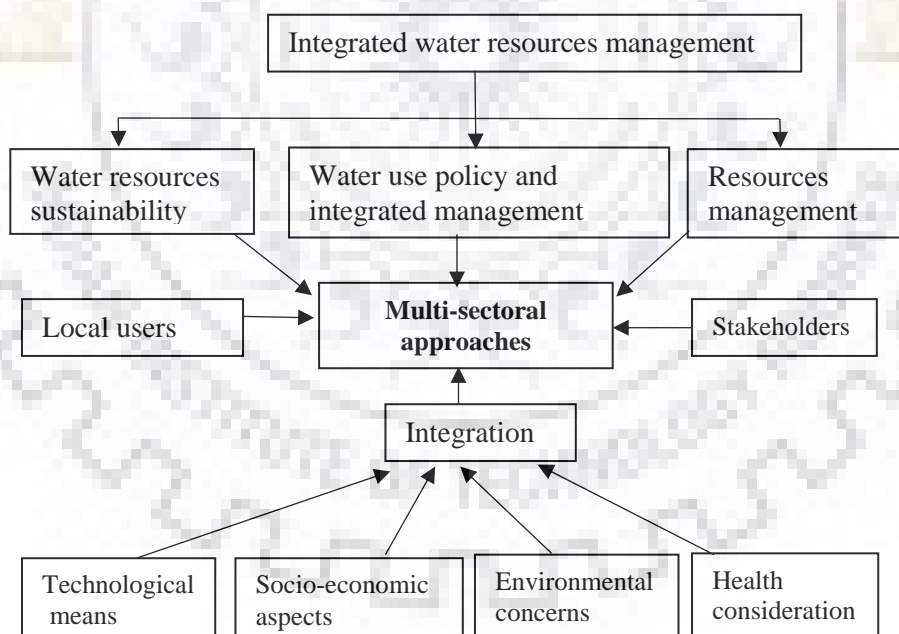 Integrated water resources management
Water resources
sustainability
Water use policy and
integrated management
Resources
management
Local users
Multi-sectoral
approaches
Stakeholders
Integration
Technological
means
Socio-economic
aspects
Environmental
concerns
Health
consideration